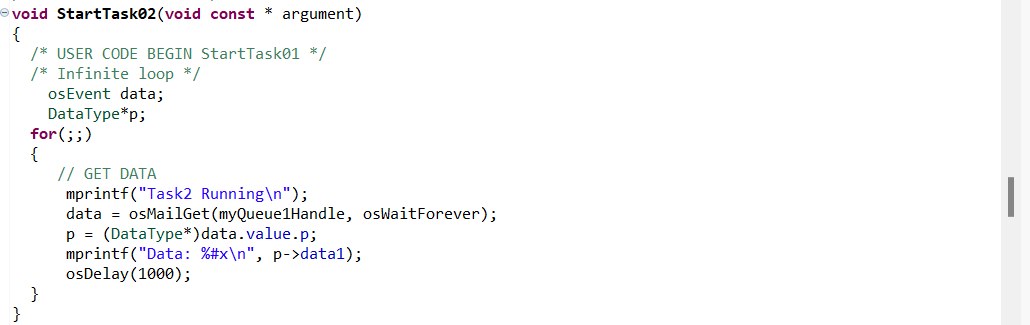 void StartTask02(void const * argument)
{
/* USER CODE BEGIN StartTask01 */
/* Infinite loop */
osEvent data;
DataType*p;
for(;;)
{
// GET DATA
mprintf("Task2 Running\n");
data = osMailGet(myQueue1Handle, osWaitForever);
p = (DataType*)data.value.p;
mprintf("Data: %#x\n", p->data1);
osDelay(1000);
}
}